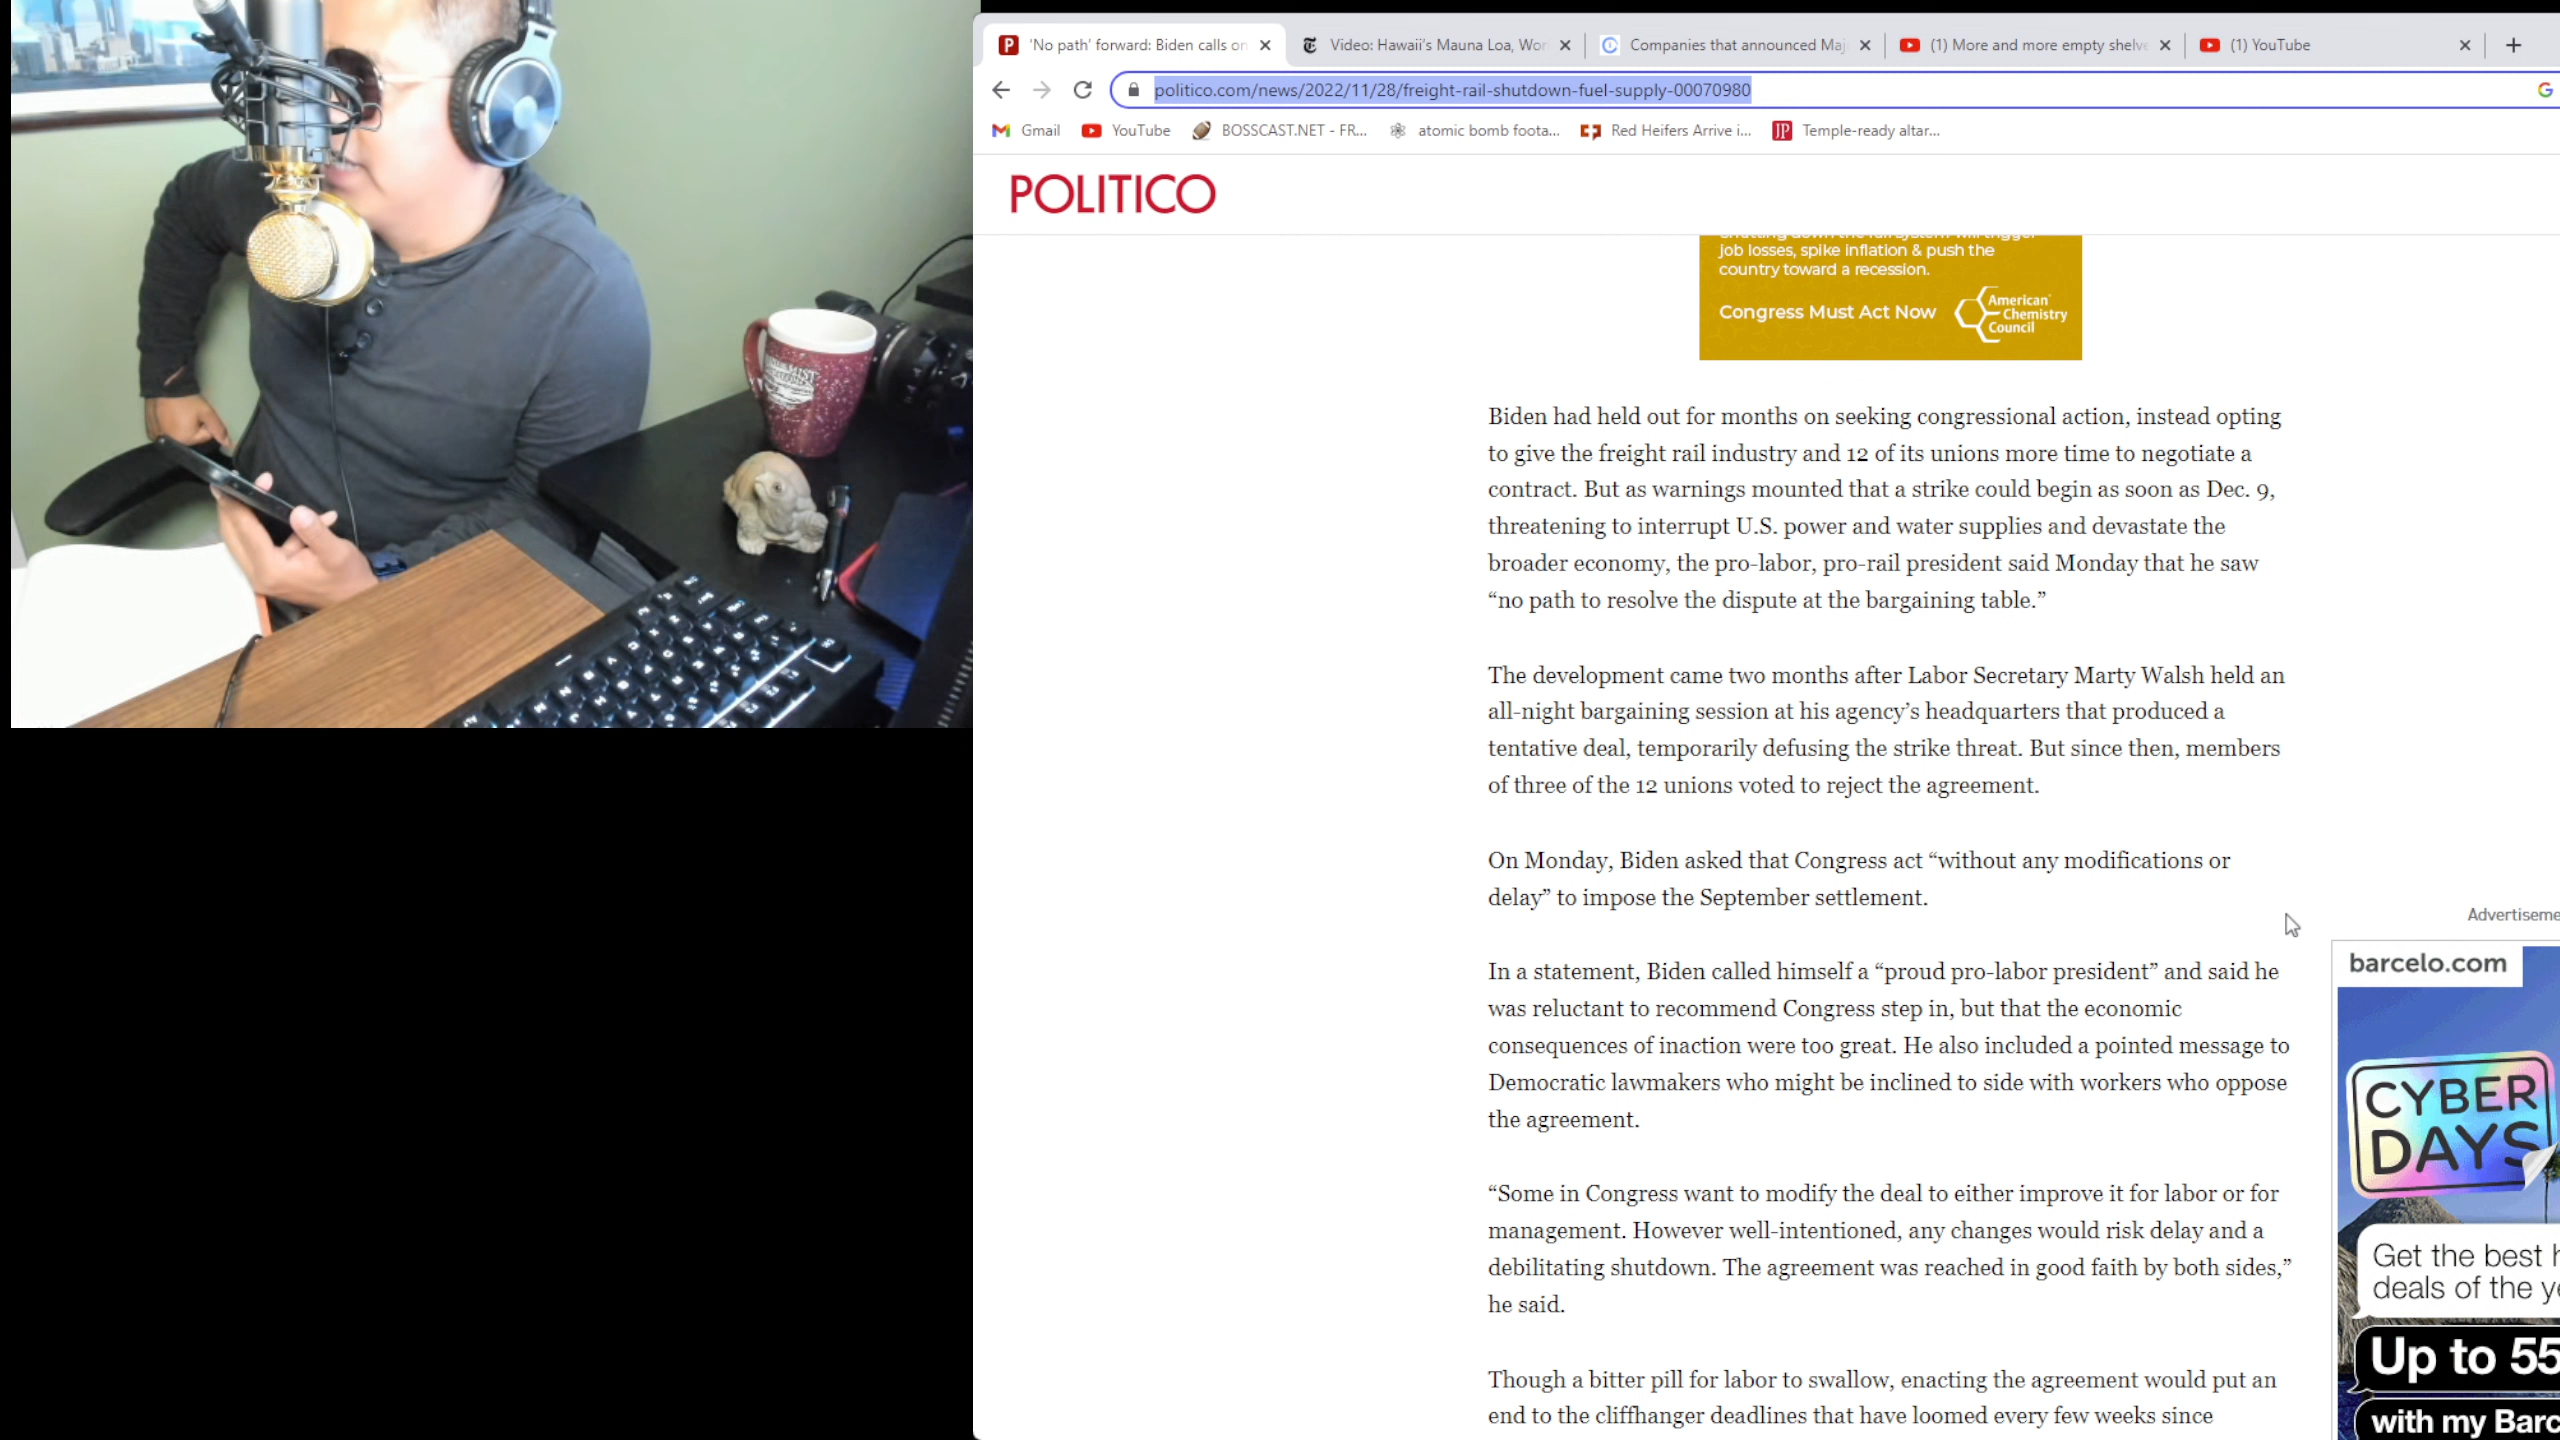 'No path' forward: Biden calls on
Video: Hawaii's Mauna Loa, Wor
Companies that announced Maj
(1) More and more empty shelve
(1) YouTube
politico.com/news/2022/11/28/freight-rail-shutdown-fuel-supply-00070980
Gmail
YouTube
BOSSCAST.NET - FR...
atomic bomb foota...
Red Heifers Arrive i...
JP
Temple-ready altar...
POLITICO
job losses, spike inflation & push the
country toward a recession.
Congress Must Act Now
American
Chemistry
Council
Biden had held out for months on seeking congressional action, instead opting
to give the freight rail industry and 12 of its unions more time to negotiate a
contract. But as warnings mounted that a strike could begin as soon as Dec. 9,
threatening to interrupt U.S. power and water supplies and devastate the
broader economy, the pro-labor, pro-rail president said Monday that he saw
“no path to resolve the dispute at the bargaining table.”
The development came two months after Labor Secretary Marty Walsh held an
all-night bargaining session at his agency’s headquarters that produced a
tentative deal, temporarily defusing the strike threat. But since then, members
of three of the 12 unions voted to reject the agreement.
On Monday, Biden asked that Congress act “without any modifications or
delay” to impose the September settlement.
In a statement, Biden called himself a “proud pro-labor president” and said he
was reluctant to recommend Congress step in, but that the economic
consequences of inaction were too great. He also included a pointed message to
Democratic lawmakers who might be inclined to side with workers who oppose
the agreement.
“Some in Congress want to modify the deal to either improve it for labor or for
management. However well-intentioned, any changes would risk delay and a
debilitating shutdown. The agreement was reached in good faith by both sides,”
he said.
Though a bitter pill for labor to swallow, enacting the agreement would put an
end to the cliffhanger deadlines that have loomed every few weeks since
Advertiseme
barcelo.com
CYBER
DAYS
Get the best h
deals of the ye
Up to 55
with my Barc